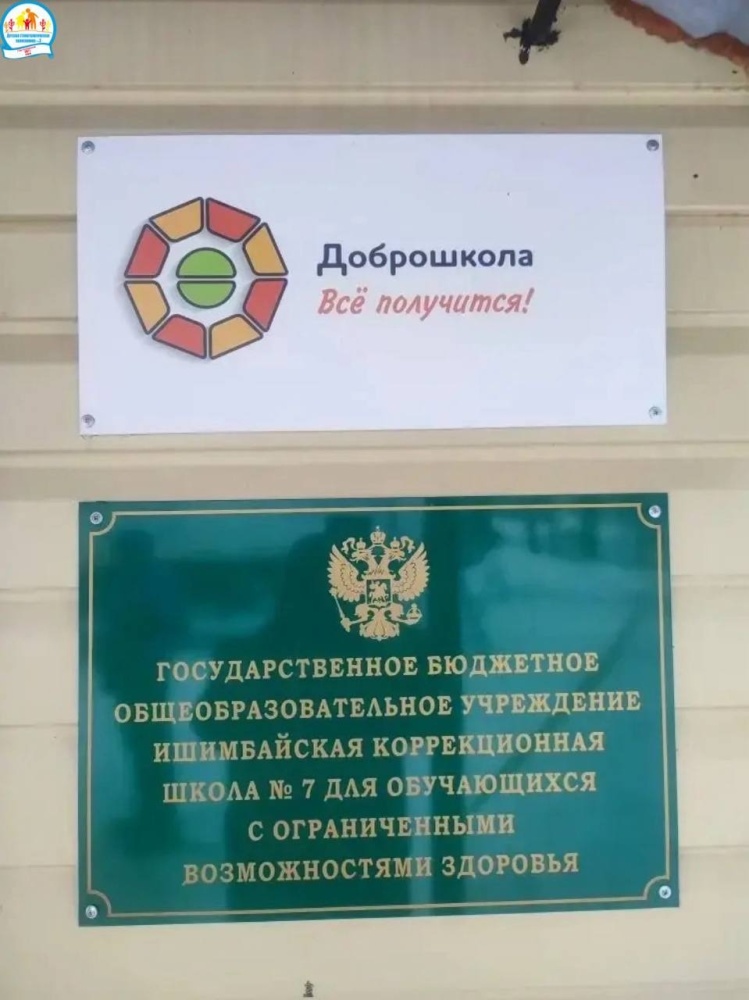 Доброшкола
Всё получится!
ГОСУДАРСТВЕННОЕ БЮДЖЕТНОЕ
ОБЩЕОБРАЗОВАТЕЛЬНОЕ УЧРЕЖДЕНИЕ
ИШИМБАЙСКАЯ КОРРЕКЦИОННАЯ
ШКОЛА № 7 ДЛЯ ОБУЧАЮЩИХСЯ
С ОГРАНИЧЕННЫМИ
ВОЗМОЖНОСТЯМИ ЗДОРОВЬЯ